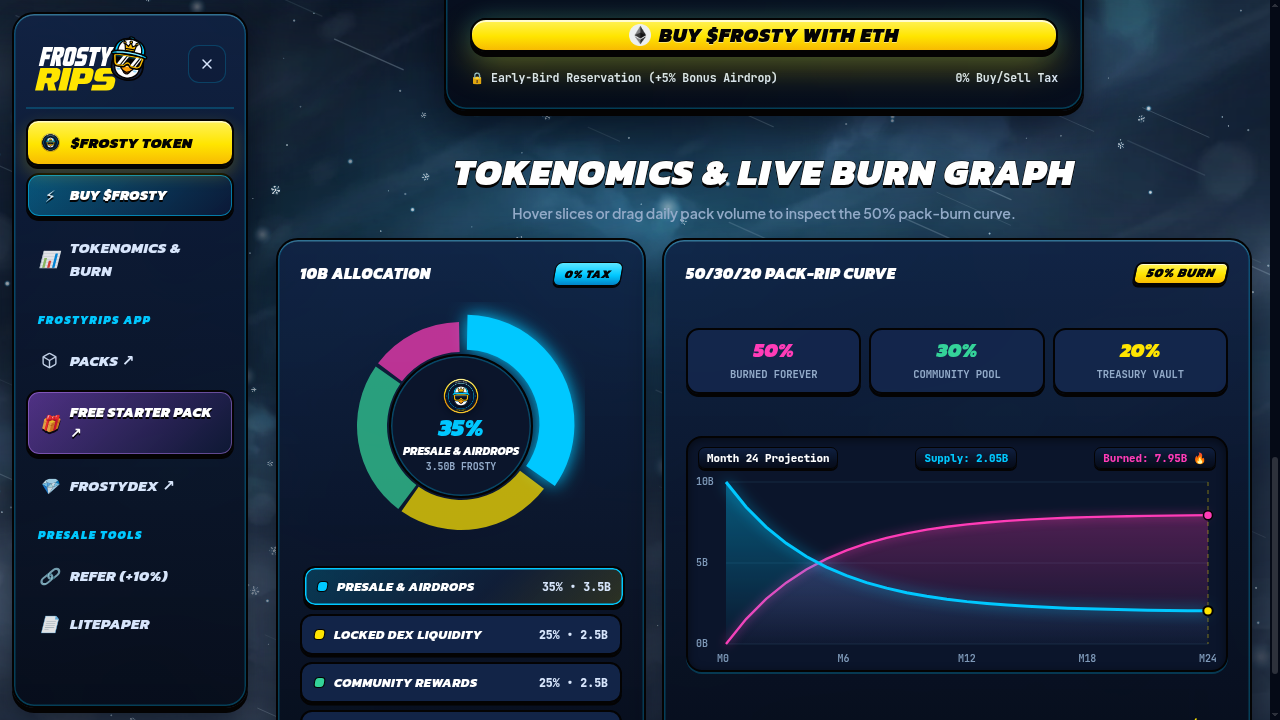 FROSTY
RIPS
$FROSTY TOKEN
BUY $FROSTY
TOKENOMICS &
BURN
FROSTYRIPS APP
PACKS ↗
FREE STARTER PACK
↗
FROSTYDEX ↗
PRESALE TOOLS
REFER (+10%)
LITEPAPER
BUY $FROSTY WITH ETH
Early-Bird Reservation (+5% Bonus Airdrop)
0% Buy/Sell Tax
TOKENOMICS & LIVE BURN GRAPH
Hover slices or drag daily pack volume to inspect the 50% pack-burn curve.
10B ALLOCATION
0% TAX
35%
PRESALE & AIRDROPS
3.50B FROSTY
PRESALE & AIRDROPS
35% • 3.5B
LOCKED DEX LIQUIDITY
25% • 2.5B
COMMUNITY REWARDS
25% • 2.5B
50/30/20 PACK-RIP CURVE
50% BURN
50%
BURNED FOREVER
30%
COMMUNITY POOL
20%
TREASURY VAULT
Month 24 Projection
Supply: 2.05B
Burned: 7.95B 🔥
10B
5B
0B
M0
M6
M12
M18
M24